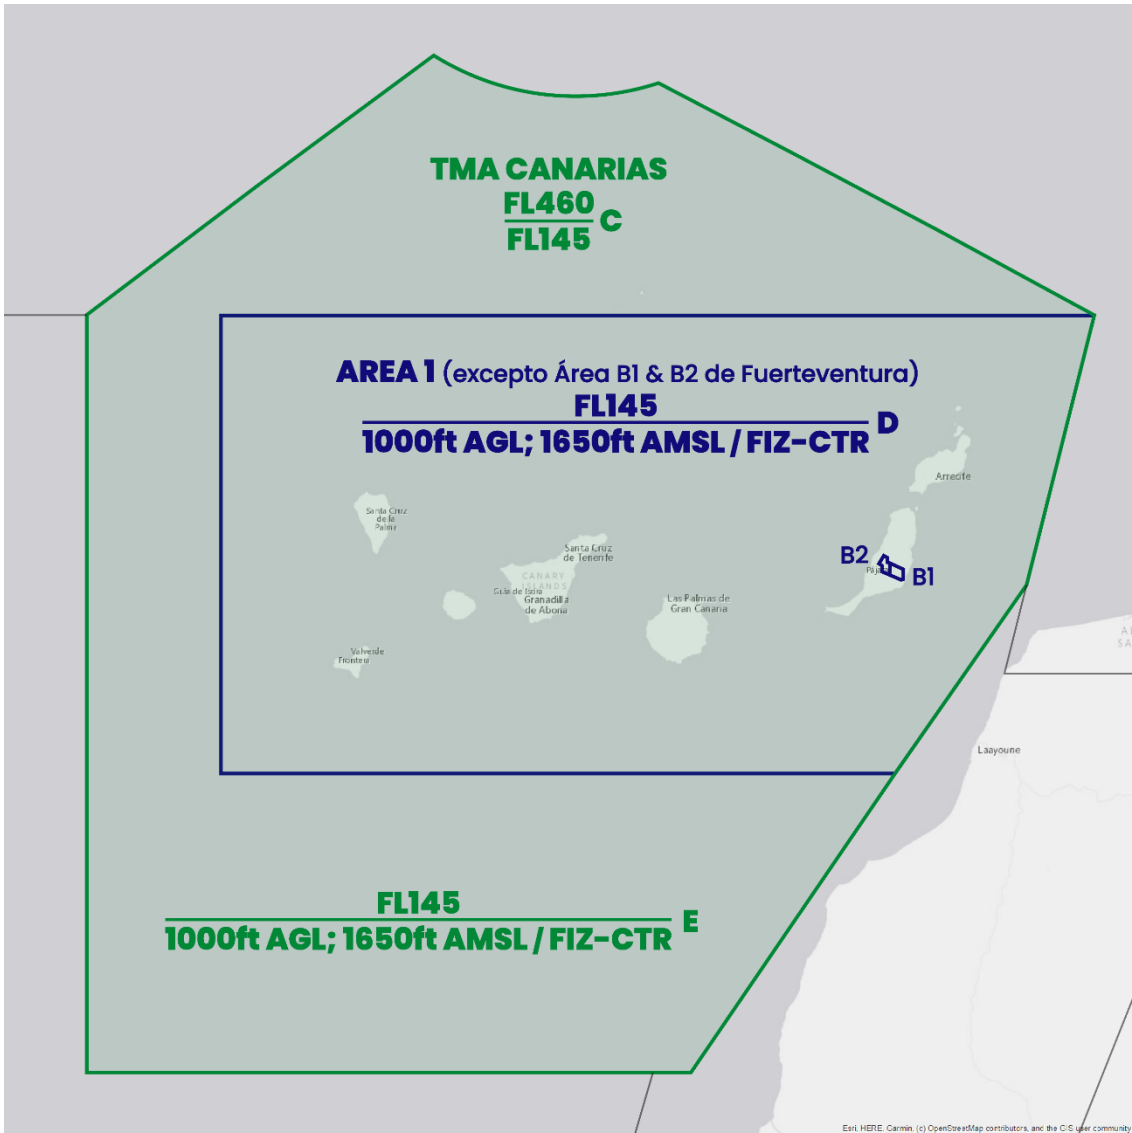 TMA CANARIAS
FL460
FL145 C
AREA 1 (excepto Área B1 & B2 de Fuerteventura)
FL145
1000ft AGL; 1650ft AMSL / FIZ-CTR D
Arrecife
Santa Cruz
de la
Palma
Santa Cruz
de Tenerife
B2
B1
CANARY
ISLANDS
Guía de Isora
Granadilla
de Abona
Las Palmas de
Gran Canaria
Valverde
Frontera
Laayoune
FL145
1000ft AGL; 1650ft AMSL / FIZ-CTR E
Esri, HERE, Garmin, (c) OpenStreetMap contributors, and the GIS user community